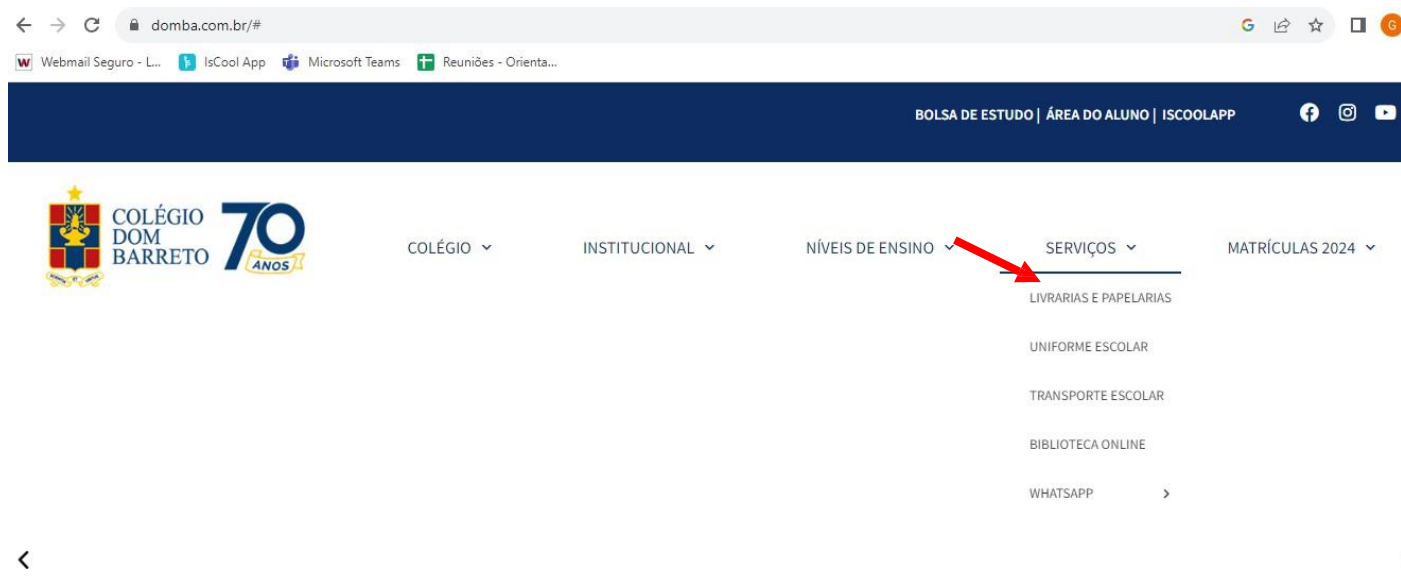 domba.com.br/#
G
Webmail Seguro - L... IsCool App Microsoft Teams Reuniões - Orienta...
BOLSA DE ESTUDO | ÁREA DO ALUNO | ISCOOLAPP
COLÉGIO
DOM
BARRETO
70
ANOS
COLÉGIO INSTITUCIONAL NÍVEIS DE ENSINO SERVIÇOS MATRÍCULAS 2024
LIVRARIAS E PAPELARIAS
UNIFORME ESCOLAR
TRANSPORTE ESCOLAR
BIBLIOTECA ONLINE
WHATSAPP